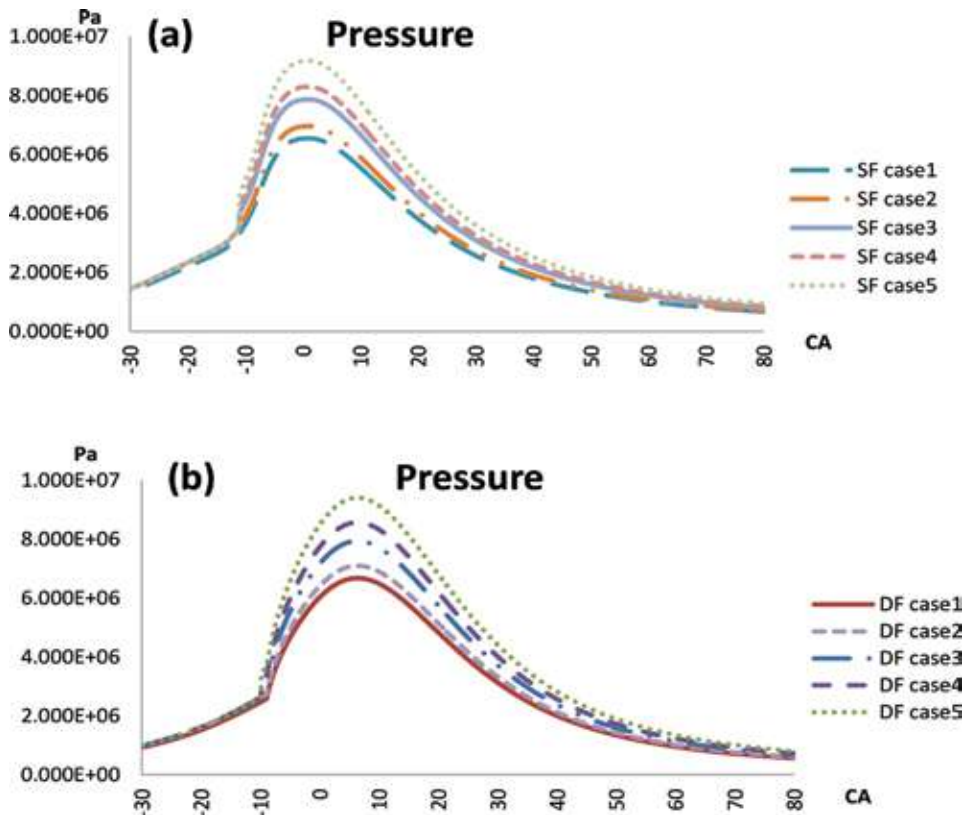 Pa
(a) Pressure
1.000E+07
8.000E+06
6.000E+06
4.000E+06
2.000E+06
0.000E+00
-30 -20 -10 0 10 20 30 40 50 60 70 80
CA
SF case1
SF case2
SF case3
SF case4
SF case5
Pa
(b) Pressure
1.000E+07
8.000E+06
6.000E+06
4.000E+06
2.000E+06
0.000E+00
-30 -20 -10 0 10 20 30 40 50 60 70 80
CA
DF case1
DF case2
DF case3
DF case4
DF case5